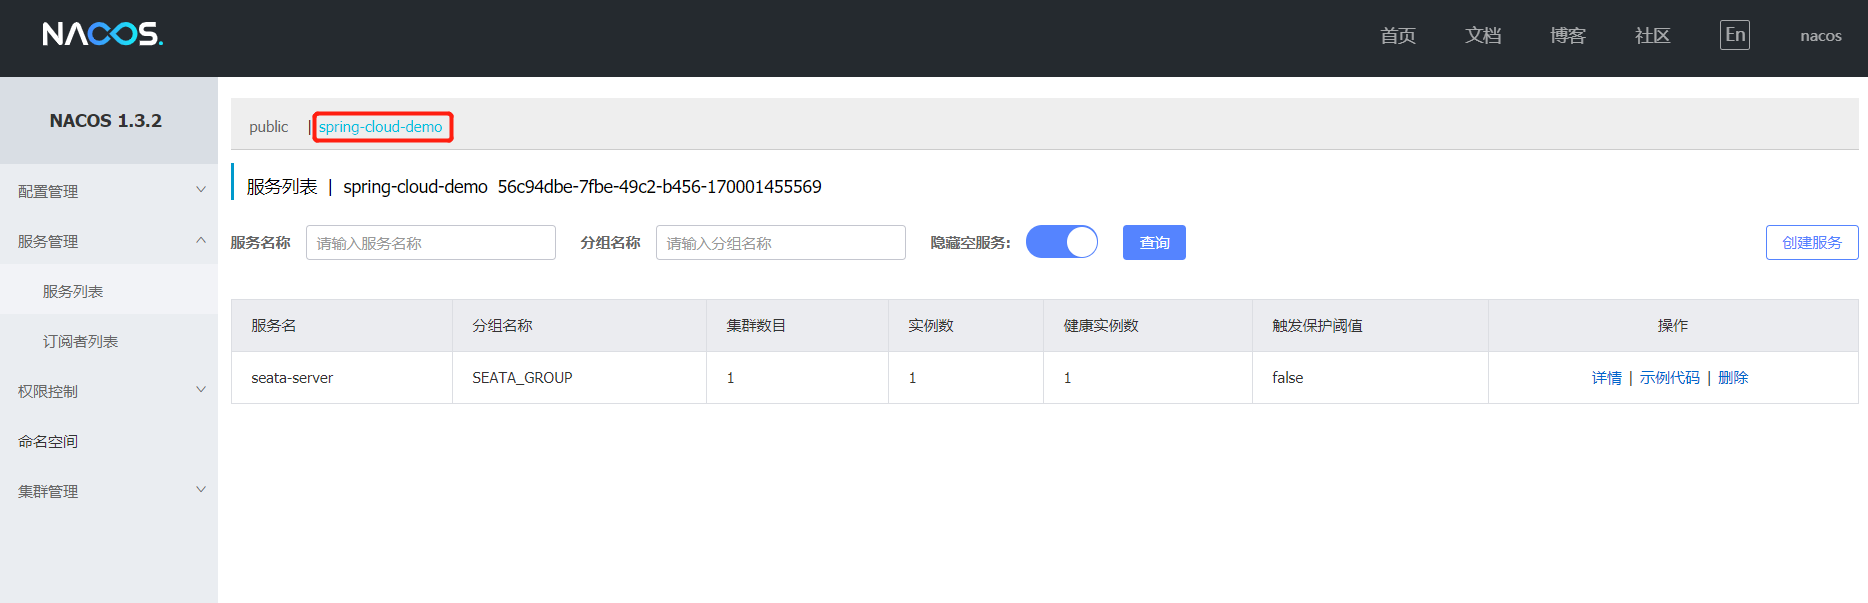 NACOS.
首页 文档 博客 社区 En nacos
NACOS 1.3.2
配置管理
服务管理
服务列表
订阅者列表
权限控制
命名空间
集群管理
public | spring-cloud-demo
服务列表 | spring-cloud-demo 56c94dbe-7fbe-49c2-b456-170001455569
服务名称 请输入服务名称 分组名称 请输入分组名称 隐藏空服务: 查询 创建服务
服务名 分组名称 集群数目 实例数 健康实例数 触发保护阈值 操作
seata-server SEATA_GROUP 1 1 1 false 详情 | 示例代码 | 删除